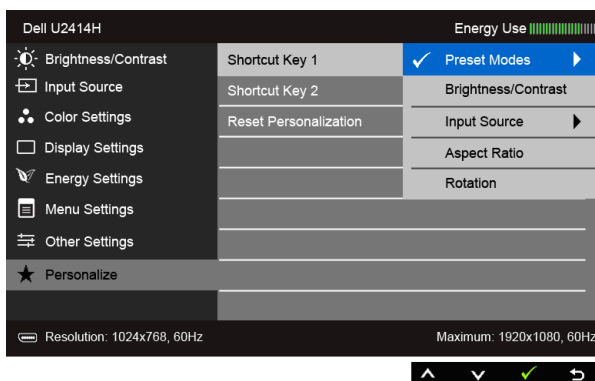 Dell U2414H Energy Use
Brightness/Contrast Shortcut Key 1 Preset Modes
Input Source Shortcut Key 2 Brightness/Contrast
Color Settings Reset Personalization Input Source
Display Settings Aspect Ratio
Energy Settings Rotation
Menu Settings
Other Settings
Personalize
Resolution: 1024x768, 60Hz Maximum: 1920x1080, 60Hz